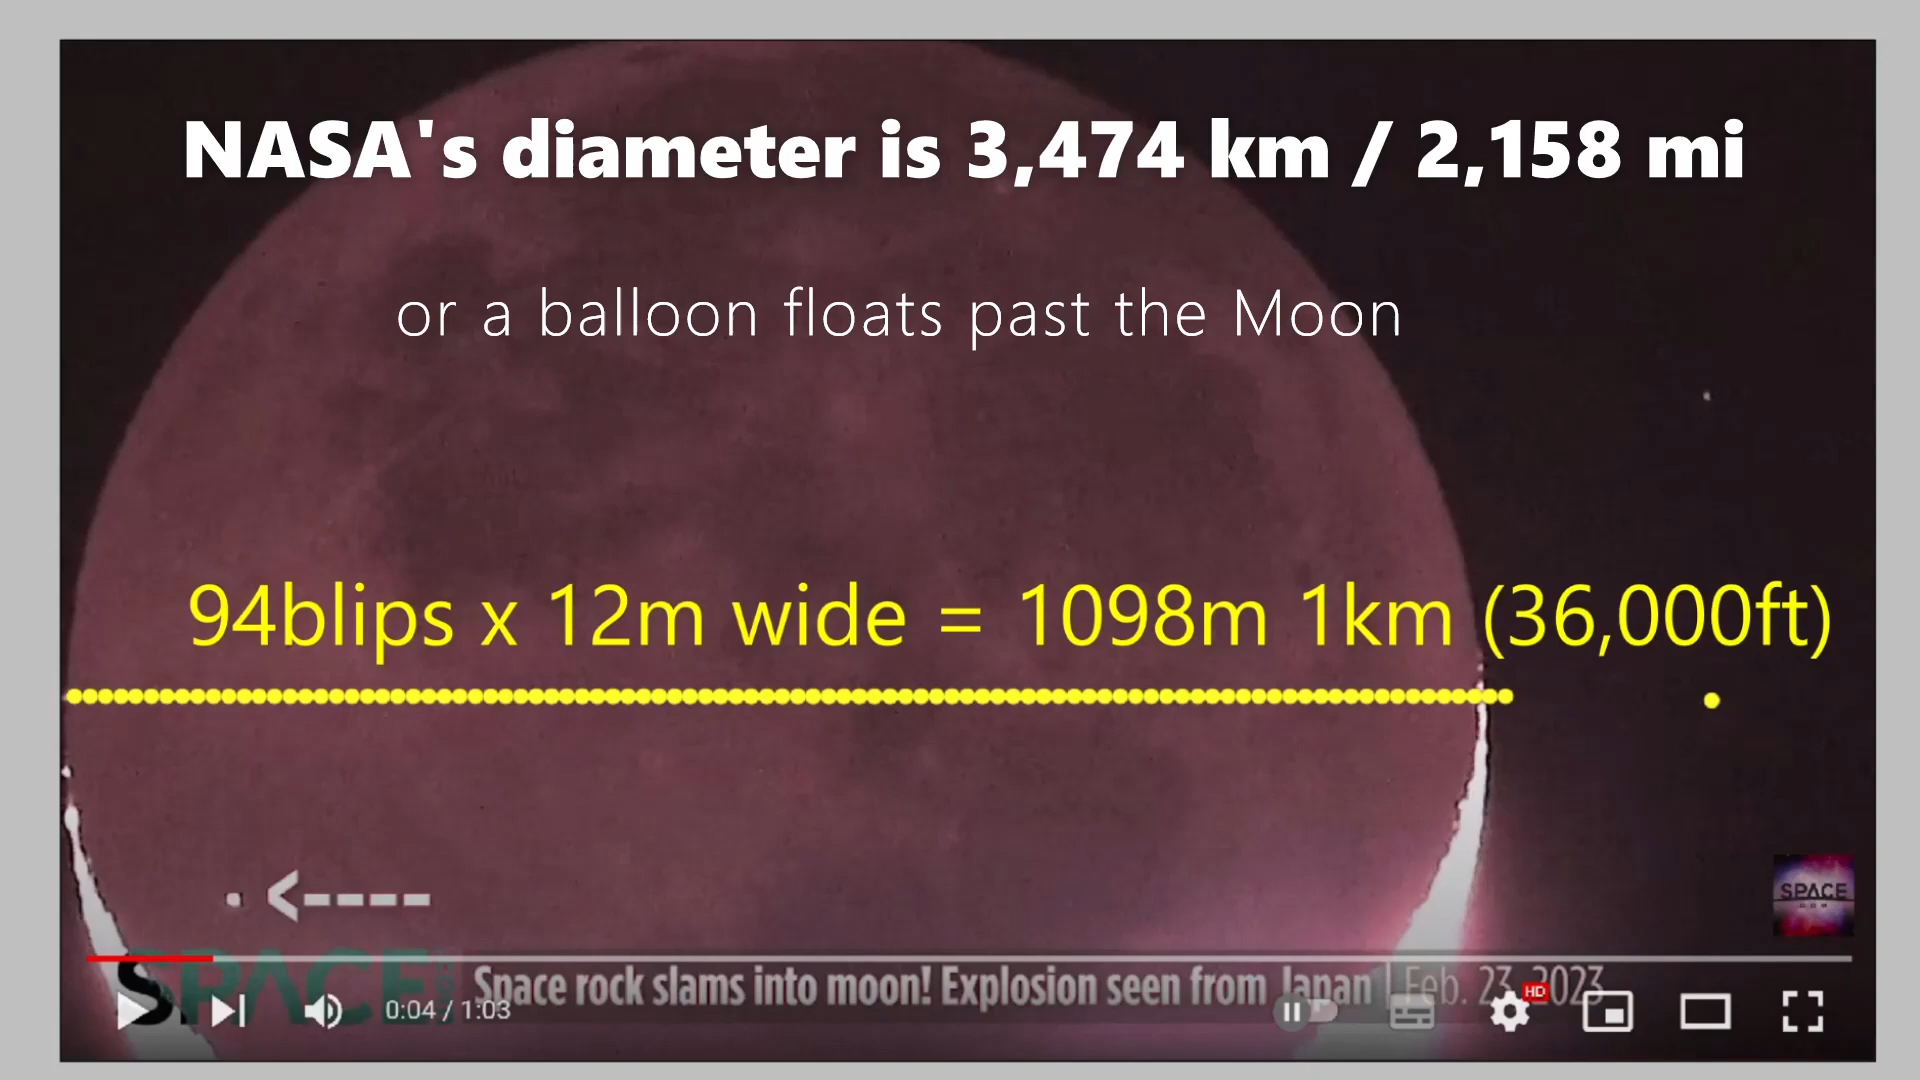 NASA's diameter is 3,474 km / 2,158 mi
or a balloon floats past the Moon
94blips x 12m wide = 1098m 1km (36,000ft)
<----
SPACE
SPACE
Space rock slams into moon! Explosion seen from Japan | Feb. 23, 2023
0:04 / 1:03
HD